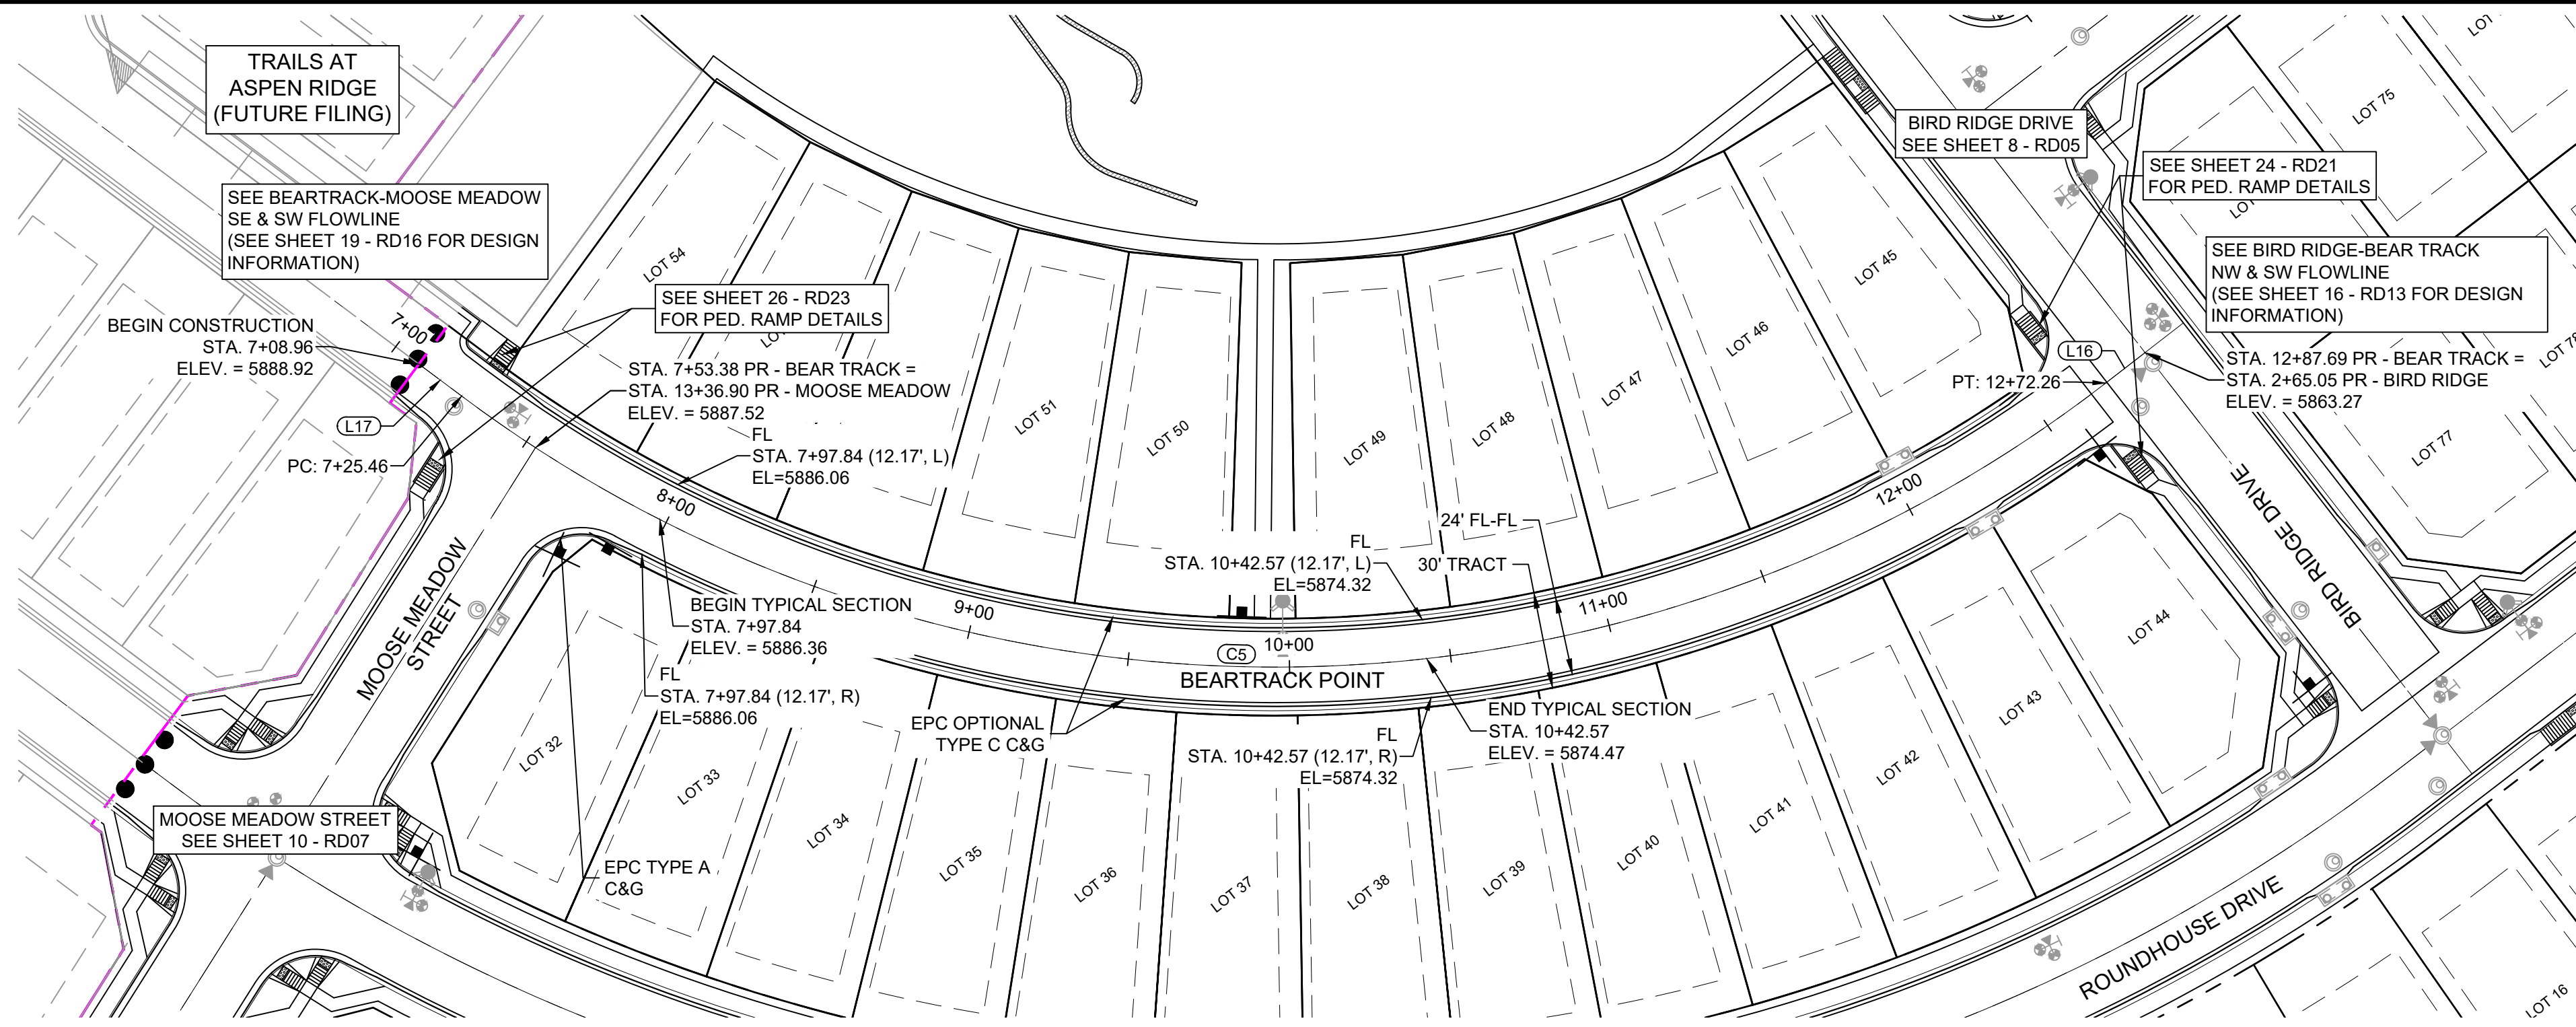 TRAILS AT
ASPEN RIDGE
(FUTURE FILING)
SEE BEARTRACK-MOOSE MEADOW
SE & SW FLOWLINE
(SEE SHEET 19 - RD16 FOR DESIGN
INFORMATION)
BEGIN CONSTRUCTION
STA. 7+08.96
ELEV. = 5888.92
7+00
L17
PC: 7+25.46
SEE SHEET 26 - RD23
FOR PED. RAMP DETAILS
STA. 7+53.38 PR - BEAR TRACK =
STA. 13+36.90 PR - MOOSE MEADOW
ELEV. = 5887.52
FL
STA. 7+97.84 (12.17', L)
EL=5886.06
8+00
BEGIN TYPICAL SECTION
STA. 7+97.84
ELEV. = 5886.36
FL
STA. 7+97.84 (12.17', R)
EL=5886.06
MOOSE MEADOW
STREET
MOOSE MEADOW STREET
SEE SHEET 10 - RD07
EPC TYPE A
C&G
9+00
C5
10+00
BEARTRACK POINT
EPC OPTIONAL
TYPE C C&G
FL
STA. 10+42.57 (12.17', L)
EL=5874.32
24' FL-FL
30' TRACT
11+00
FL
STA. 10+42.57 (12.17', R)
EL=5874.32
END TYPICAL SECTION
STA. 10+42.57
ELEV. = 5874.47
12+00
BIRD RIDGE DRIVE
SEE SHEET 8 - RD05
SEE SHEET 24 - RD21
FOR PED. RAMP DETAILS
SEE BIRD RIDGE-BEAR TRACK
NW & SW FLOWLINE
(SEE SHEET 16 - RD13 FOR DESIGN
INFORMATION)
L16
PT: 12+72.26
STA. 12+87.69 PR - BEAR TRACK =
STA. 2+65.05 PR - BIRD RIDGE
ELEV. = 5863.27
BIRD RIDGE DRIVE
BIRD RIDGE DRIVE
ROUNDHOUSE DRIVE
LOT 54
LOT 51
LOT 50
LOT 49
LOT 48
LOT 47
LOT 46
LOT 45
LOT 75
LOT
LOT 77
LOT 32
LOT 33
LOT 34
LOT 35
LOT 36
LOT 37
LOT 38
LOT 39
LOT 40
LOT 41
LOT 42
LOT 43
LOT 44
LOT 16